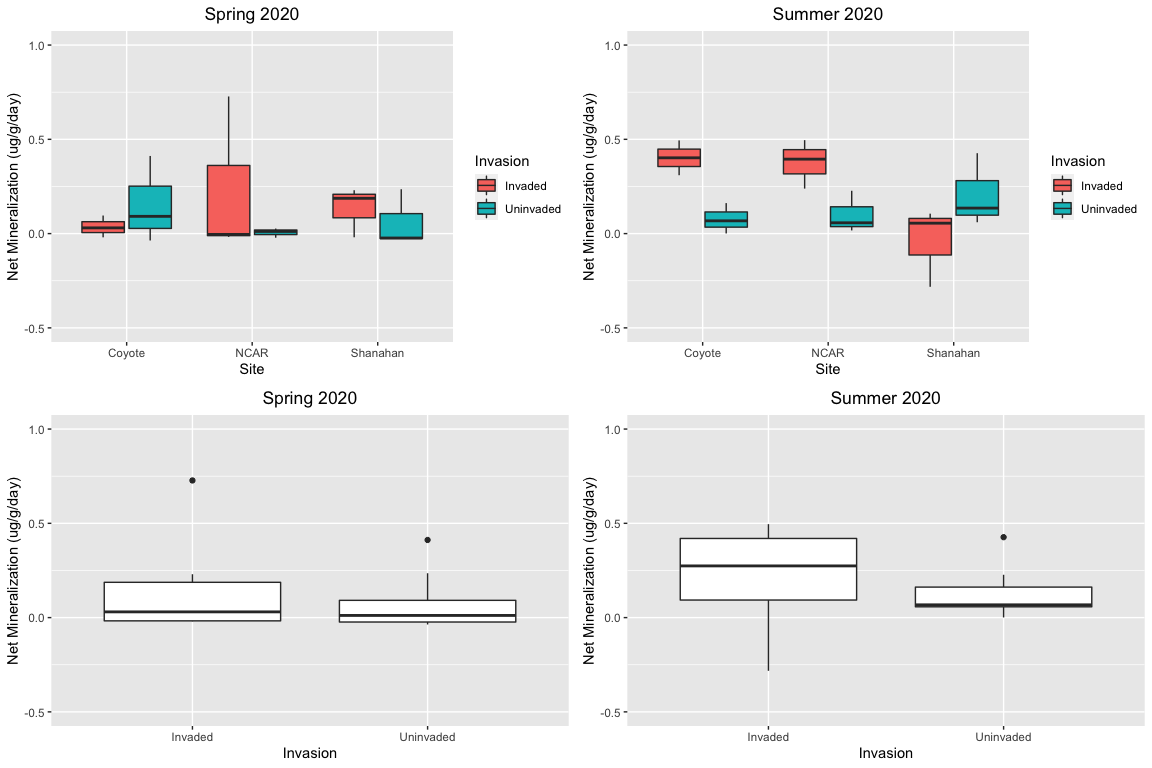 Spring 2020
Net Mineralization (ug/g/day)
1.0
0.5
0.0
-0.5
Coyote NCAR Shanahan
Site
Invasion
Invaded
Uninvaded
Summer 2020
Net Mineralization (ug/g/day)
1.0
0.5
0.0
-0.5
Coyote NCAR Shanahan
Site
Invasion
Invaded
Uninvaded
Spring 2020
Net Mineralization (ug/g/day)
1.0
0.5
0.0
-0.5
Invaded Uninvaded
Invasion
Summer 2020
Net Mineralization (ug/g/day)
1.0
0.5
0.0
-0.5
Invaded Uninvaded
Invasion